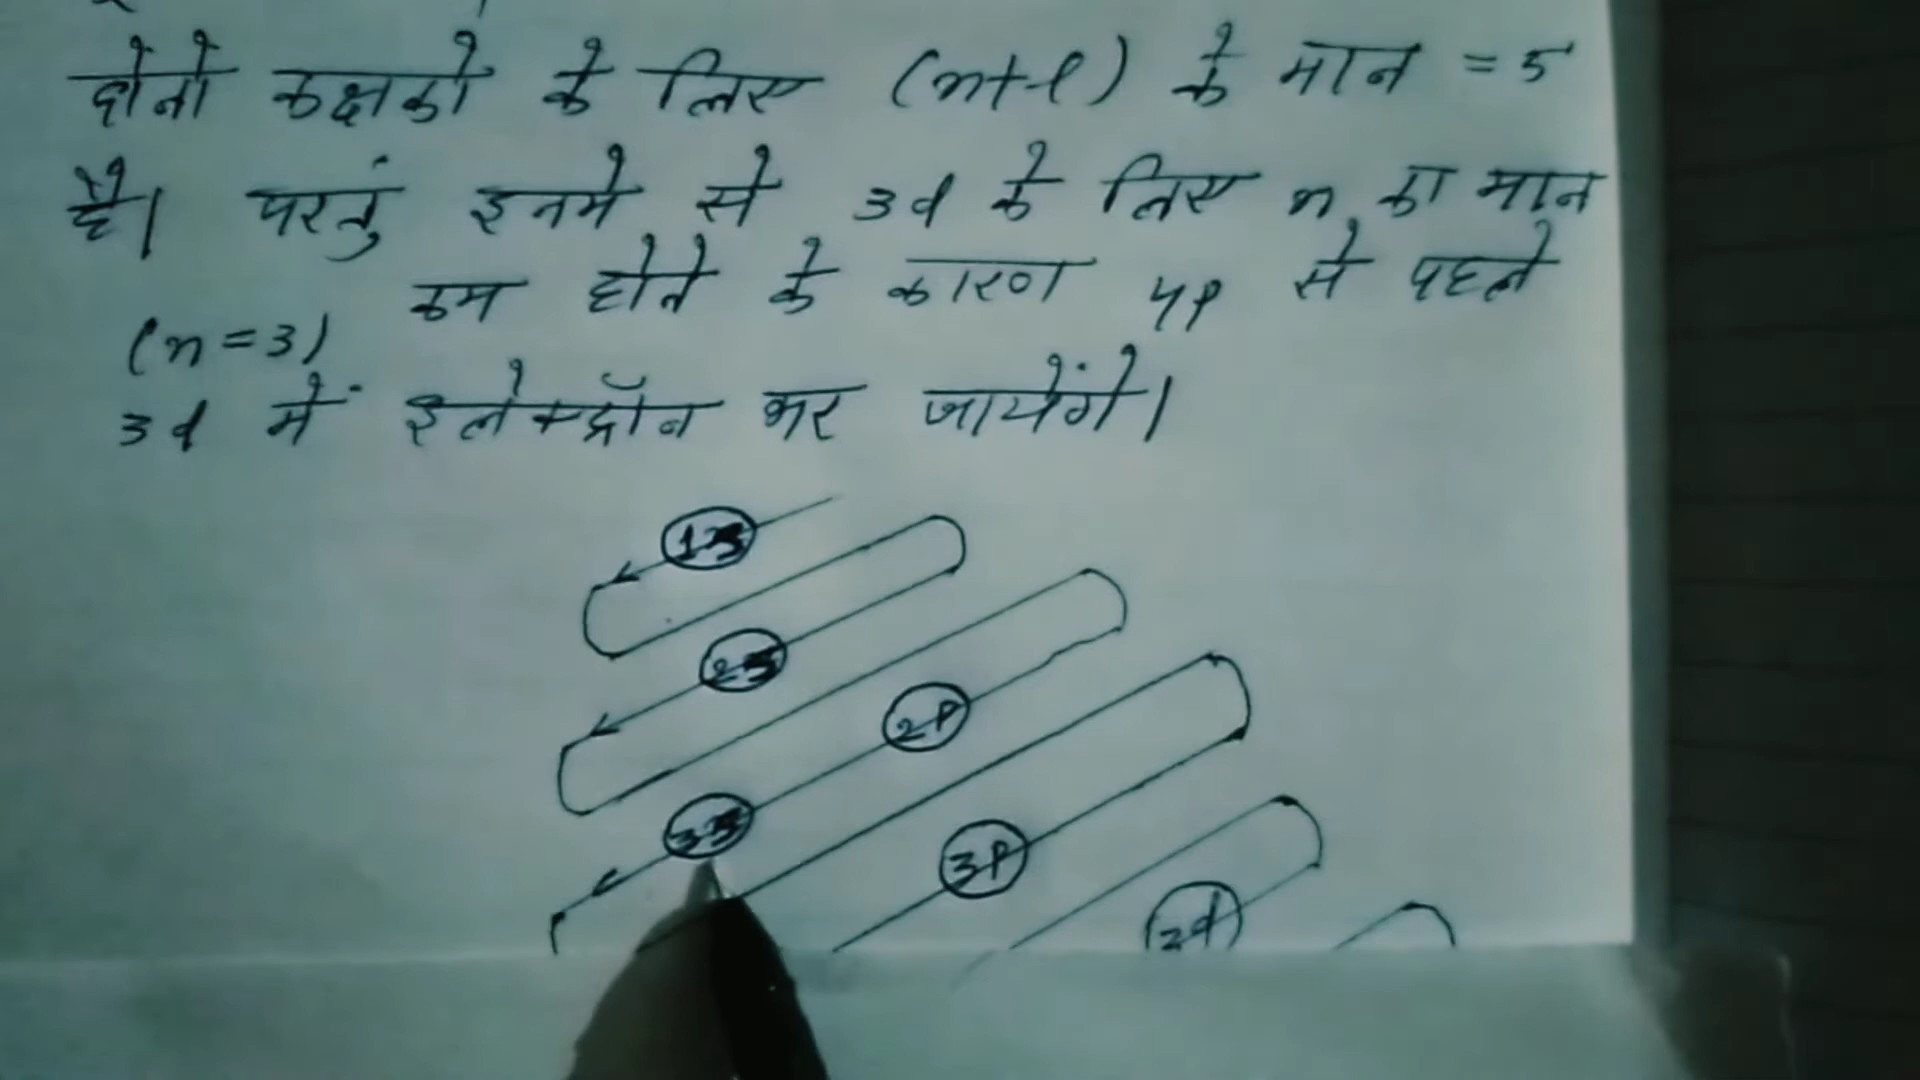 दोनो कक्षको के लिए (n+l) के मान = 5
है। परतुं इनमे से 3d के लिए n का मान
(n=3) कम होने के कारण 4p से पहले
3d में इलेक्ट्रॉन भर जायेंगे।
1s
2s
2p
3s
3p
3d